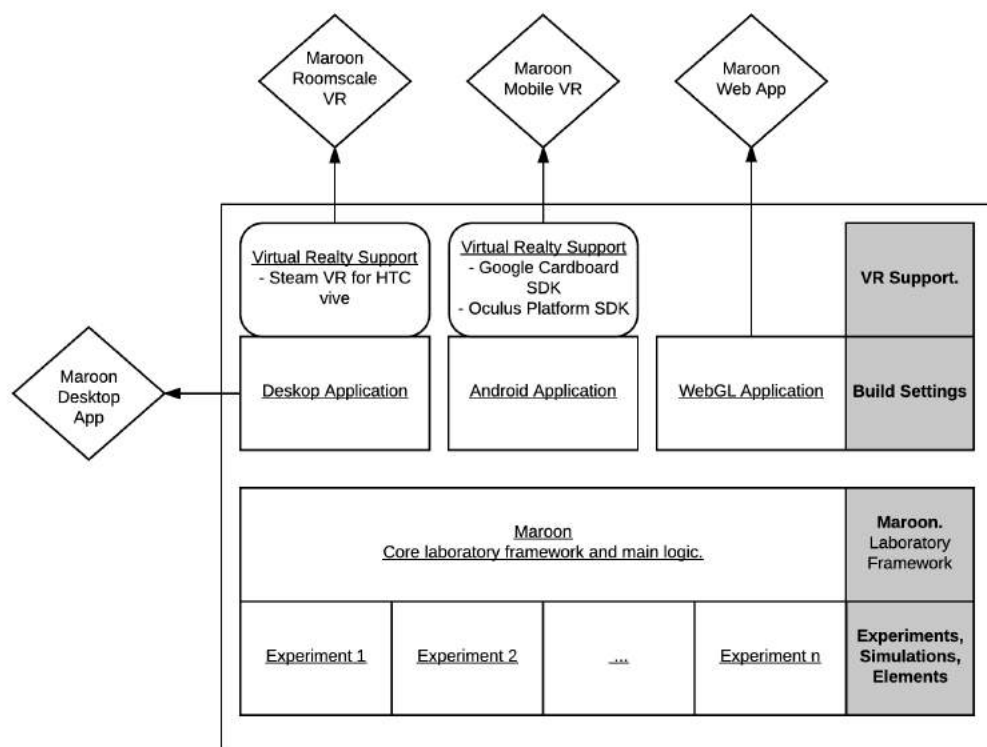 Maroon
Roomscale
VR
Maroon
Mobile VR
Maroon
Web App
Virtual Realty Support
- Steam VR for HTC
vive
Virtual Realty Support
- Google Cardboard
SDK
- Oculus Platform SDK
VR Support.
Maroon
Desktop
App
Deskop Application
Android Application
WebGL Application
Build Settings
Maroon
Core laboratory framework and main logic.
Maroon.
Laboratory
Framework
Experiment 1
Experiment 2
...
Experiment n
Experiments,
Simulations,
Elements